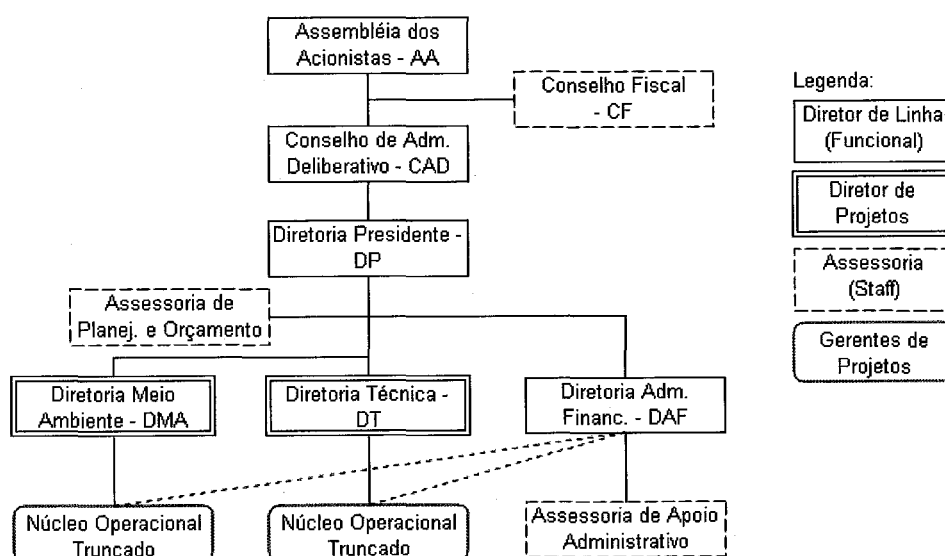 Assembléia dos
Acionistas - AA
Conselho Fiscal
- CF
Conselho de Adm.
Deliberativo - CAD
Diretoria Presidente -
DP
Assessoria de
Planej. e Orçamento
Diretoria Meio
Ambiente - DMA
Diretoria Técnica -
DT
Diretoria Adm.
Financ. - DAF
Núcleo Operacional
Truncado
Núcleo Operacional
Truncado
Assessoria de Apoio
Administrativo
Legenda:
Diretor de Linha
(Funcional)
Diretor de
Projetos
Assessoria
(Staff)
Gerentes de
Projetos